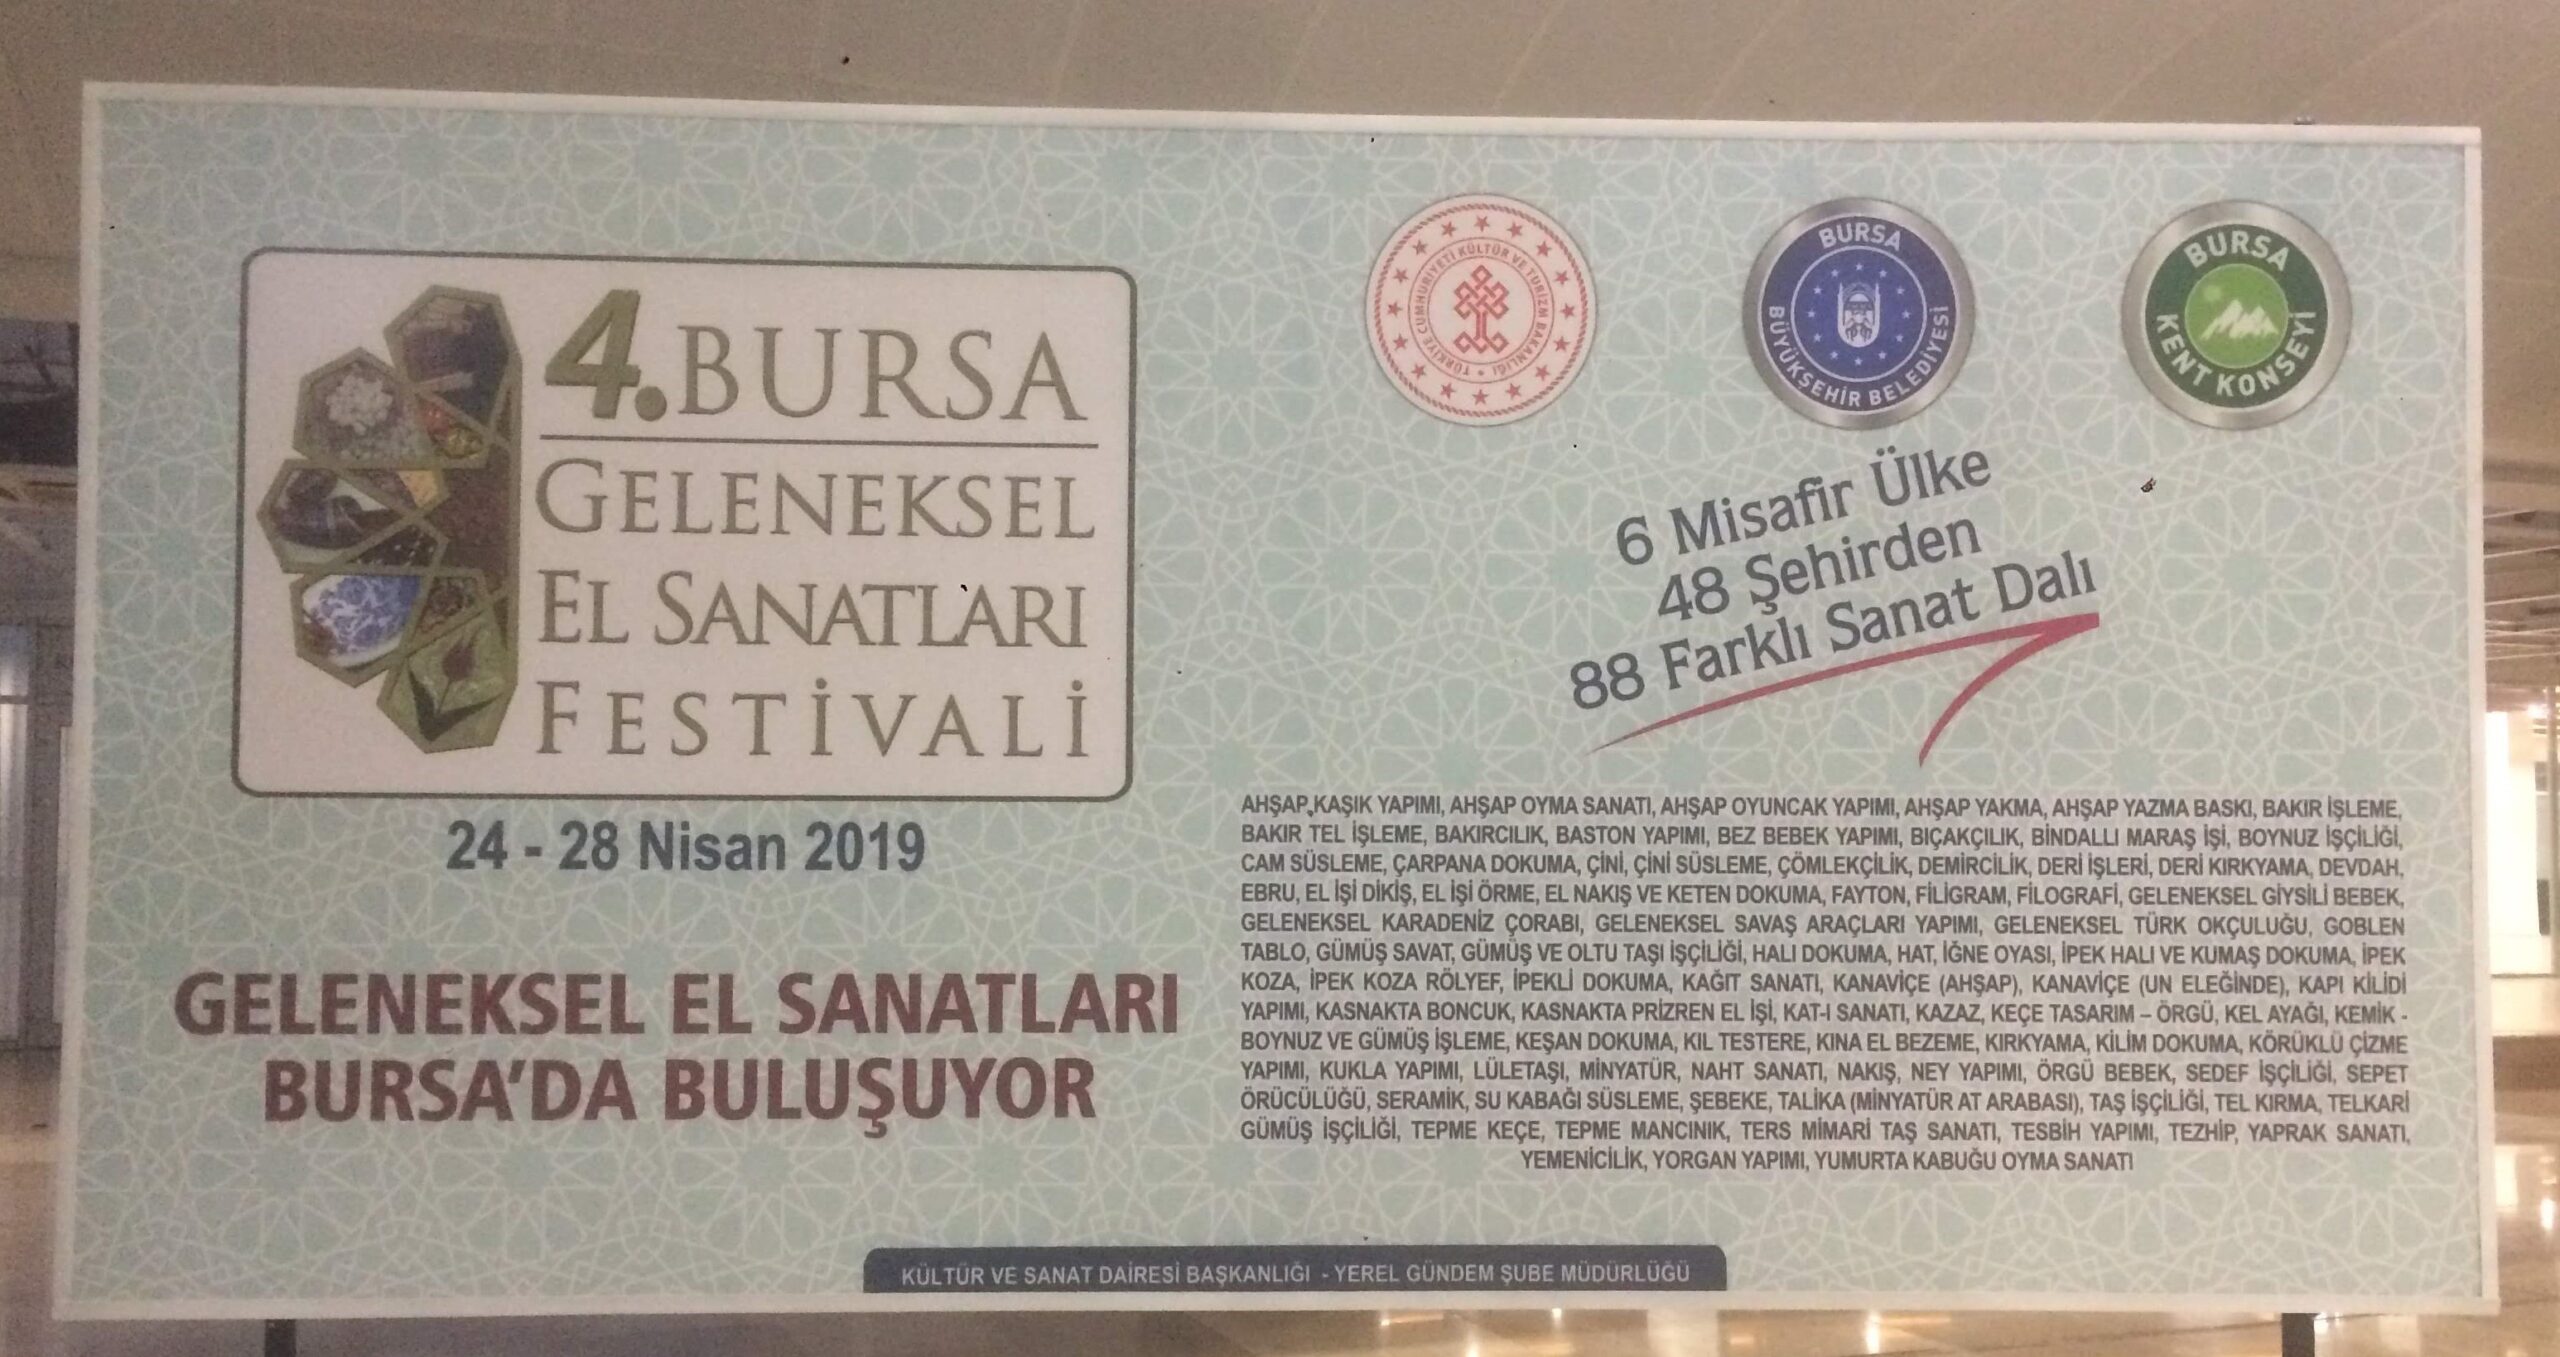 4.BURSA
GELENEKSEL
EL SANATLARI
FESTİVALİ
24 - 28 Nisan 2019
GELENEKSEL EL SANATLARI
BURSA'DA BULUŞUYOR
TÜRKİYE CUMHURİYETİ KÜLTÜR VE TURİZM BAKANLIĞI
BURSA
BÜYÜKŞEHİR BELEDİYESİ
BURSA
KENT KONSEYİ
6 Misafir Ülke
48 Şehirden
88 Farklı Sanat Dalı
AHŞAP KAŞIK YAPIMI, AHŞAP OYMA SANATI, AHŞAP OYUNCAK YAPIMI, AHŞAP YAKMA, AHŞAP YAZMA BASKI, BAKIR İŞLEME,
BAKIR TEL İŞLEME, BAKIRCILIK, BASTON YAPIMI, BEZ BEBEK YAPIMI, BIÇAKÇILIK, BİNDALLI MARAŞ İŞİ, BOYNUZ İŞÇİLİĞİ,
CAM SÜSLEME, ÇARPANA DOKUMA, ÇİNİ, ÇİNİ SÜSLEME, ÇÖMLEKÇİLİK, DEMİRCİLİK, DERİ İŞLERİ, DERİ KIRKYAMA, DEVDAH,
EBRU, EL İŞİ DİKİŞ, EL İŞİ ÖRME, EL NAKIŞ VE KETEN DOKUMA, FAYTON, FİLİGRAM, FİLOGRAFİ, GELENEKSEL GİYSİLİ BEBEK,
GELENEKSEL KARADENİZ ÇORABI, GELENEKSEL SAVAŞ ARAÇLARI YAPIMI, GELENEKSEL TÜRK OKÇULUĞU, GOBLEN
TABLO, GÜMÜŞ SAVAT, GÜMÜŞ VE OLTU TAŞI İŞÇİLİĞİ, HALI DOKUMA, HAT, İĞNE OYASI, İPEK HALI VE KUMAŞ DOKUMA, İPEK
KOZA, İPEK KOZA RÖLYEF, İPEKLİ DOKUMA, KAĞIT SANATI, KANAVİÇE (AHŞAP), KANAVİÇE (UN ELEĞİNDE), KAPI KİLİDİ
YAPIMI, KASNAKTA BONCUK, KASNAKTA PRİZREN EL İŞİ, KAT-I SANATI, KAZAZ, KEÇE TASARIM – ÖRGÜ, KEL AYAĞI, KEMİK -
BOYNUZ VE GÜMÜŞ İŞLEME, KEŞAN DOKUMA, KIL TESTERE, KINA EL BEZEME, KIRKYAMA, KİLİM DOKUMA, KÖRÜKLÜ ÇİZME
YAPIMI, KUKLA YAPIMI, LÜLETAŞI, MİNYATÜR, NAHT SANATI, NAKIŞ, NEY YAPIMI, ÖRGÜ BEBEK, SEDEF İŞÇİLİĞİ, SEPET
ÖRÜCÜLÜĞÜ, SERAMİK, SU KABAĞI SÜSLEME, ŞEBEKE, TALİKA (MİNYATÜR AT ARABASI), TAŞ İŞÇİLİĞİ, TEL KIRMA, TELKARİ
GÜMÜŞ İŞÇİLİĞİ, TEPME KEÇE, TEPME MANCINIK, TERS MİMARİ TAŞ SANATI, TESBİH YAPIMI, TEZHİP, YAPRAK SANATI,
YEMENİCİLİK, YORGAN YAPIMI, YUMURTA KABUĞU OYMA SANATI
KÜLTÜR VE SANAT DAİRESİ BAŞKANLIĞI - YEREL GÜNDEM ŞUBE MÜDÜRLÜĞÜ